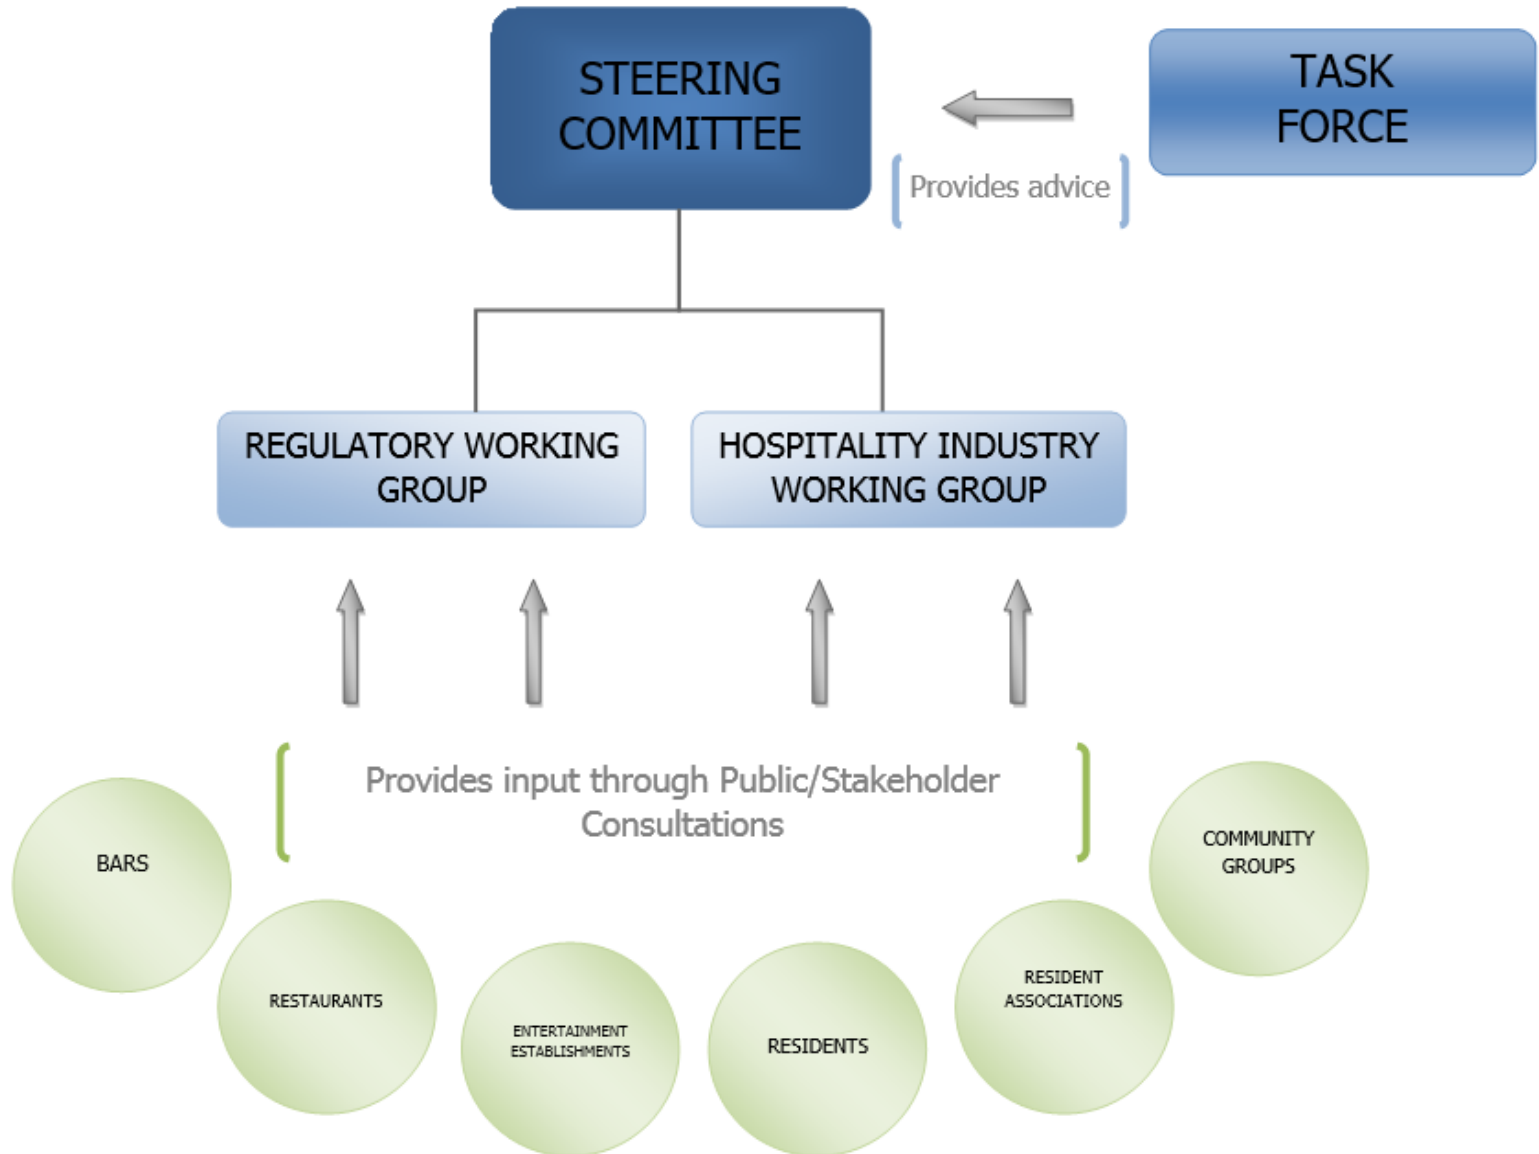 STEERING
COMMITTEE
TASK
FORCE
Provides advice
REGULATORY WORKING
GROUP
HOSPITALITY INDUSTRY
WORKING GROUP
Provides input through Public/Stakeholder
Consultations
BARS
RESTAURANTS
ENTERTAINMENT
ESTABLISHMENTS
RESIDENTS
RESIDENT
ASSOCIATIONS
COMMUNITY
GROUPS